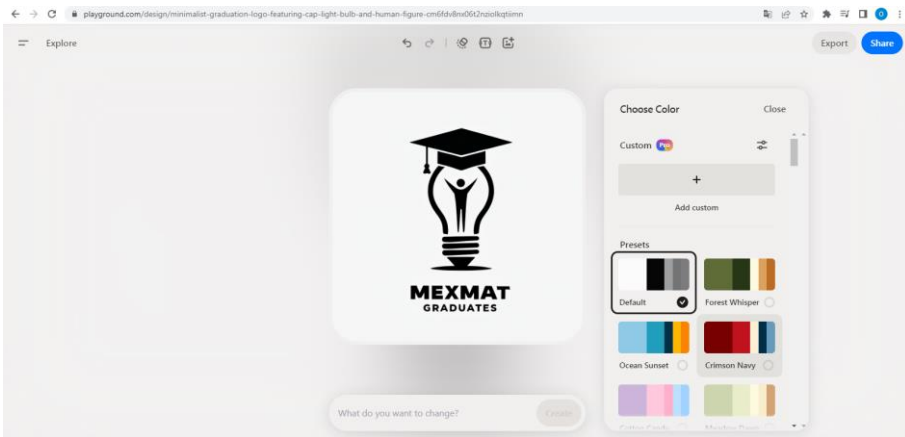 playground.com/design/minimalist-graduation-logo-featuring-cap-light-bulb-and-human-figure-cm6fdv8nx06t2nziolkqtiimn
Explore
Export
Share
Choose Color
Close
Custom
Add custom
Presets
Default
Forest Whisper
Ocean Sunset
Crimson Navy
Cotton Candy
MEXMAT
GRADUATES
What do you want to change?
Create